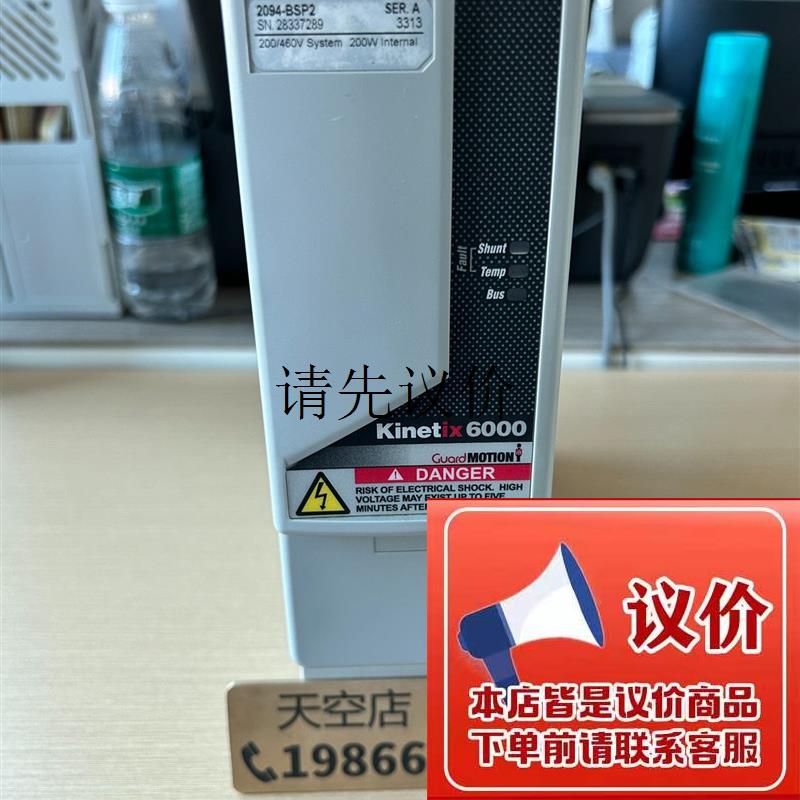 2094-BSP2 SER. A
SN. 28337289 3313
200/460V System 200W Internal
Fault
Shunt
Temp
Bus
请先议价
Kinetix 6000
GuardMOTION
DANGER
RISK OF ELECTRICAL SHOCK. HIGH
VOLTAGE MAY EXIST UP TO FIVE
MINUTES AFTER
议价
本店皆是议价商品
下单前请联系客服
天空店
19866